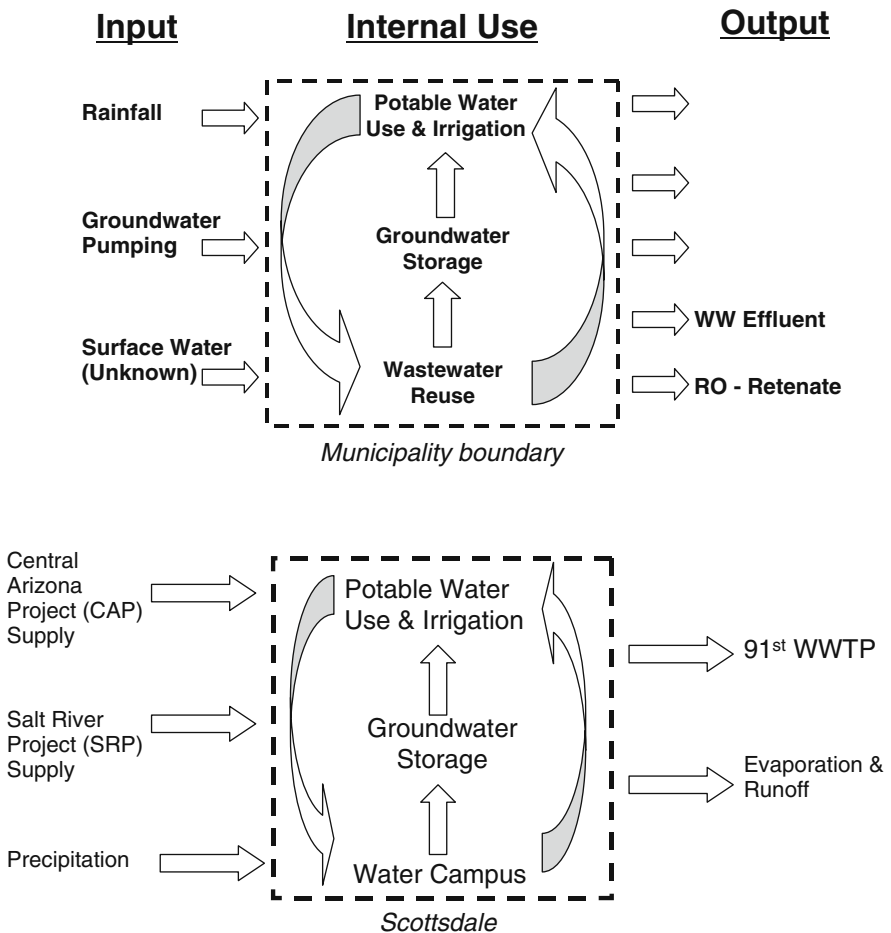 Input
Internal Use
Output
Rainfall
Groundwater
Pumping
Surface Water
(Unknown)
Potable Water
Use & Irrigation
Groundwater
Storage
Wastewater
Reuse
WW Effluent
RO - Retenate
Municipality boundary
Central
Arizona
Project (CAP)
Supply
Salt River
Project (SRP)
Supply
Precipitation
Potable Water
Use & Irrigation
Groundwater
Storage
Water Campus
91st WWTP
Evaporation &
Runoff
Scottsdale